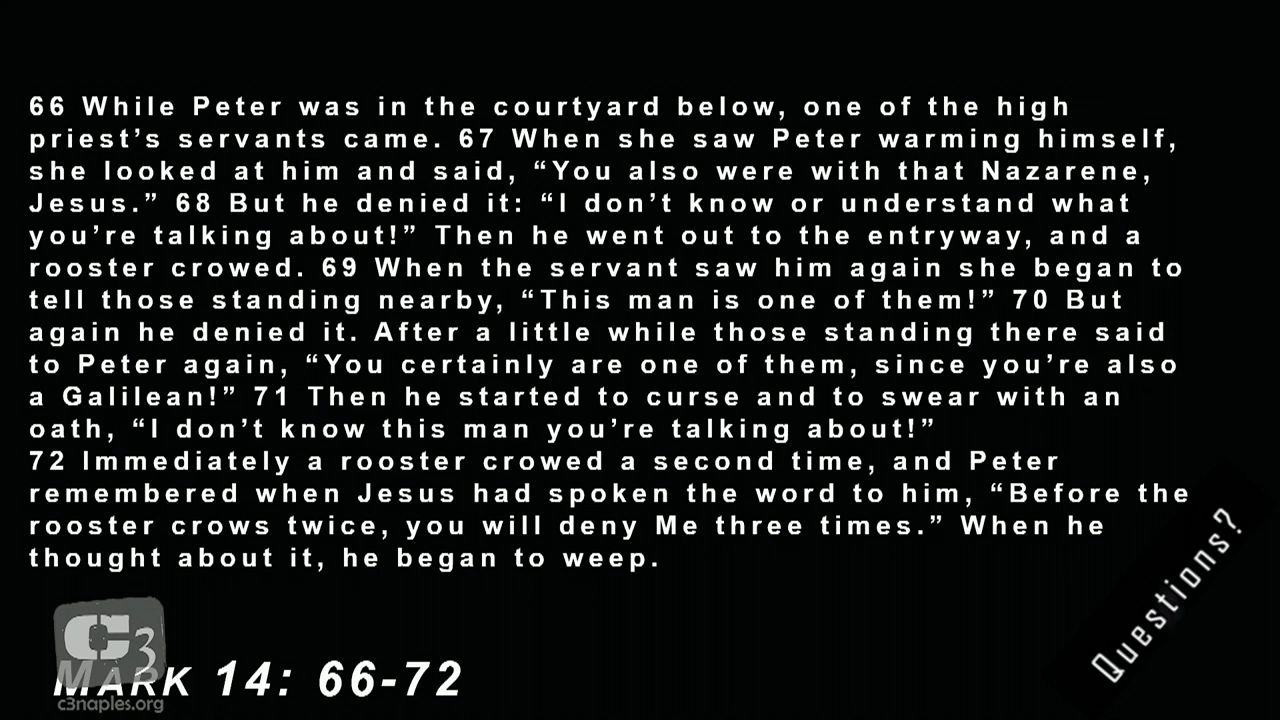 66 While Peter was in the courtyard below, one of the high
priest’s servants came. 67 When she saw Peter warming himself,
she looked at him and said, “You also were with that Nazarene,
Jesus.” 68 But he denied it: “I don’t know or understand what
you’re talking about!” Then he went out to the entryway, and a
rooster crowed. 69 When the servant saw him again she began to
tell those standing nearby, “This man is one of them!” 70 But
again he denied it. After a little while those standing there said
to Peter again, “You certainly are one of them, since you’re also
a Galilean!” 71 Then he started to curse and to swear with an
oath, “I don’t know this man you’re talking about!”
72 Immediately a rooster crowed a second time, and Peter
remembered when Jesus had spoken the word to him, “Before the
rooster crows twice, you will deny Me three times.” When he
thought about it, he began to weep.
Questions?
C3
MARK 14: 66-72
c3naples.org